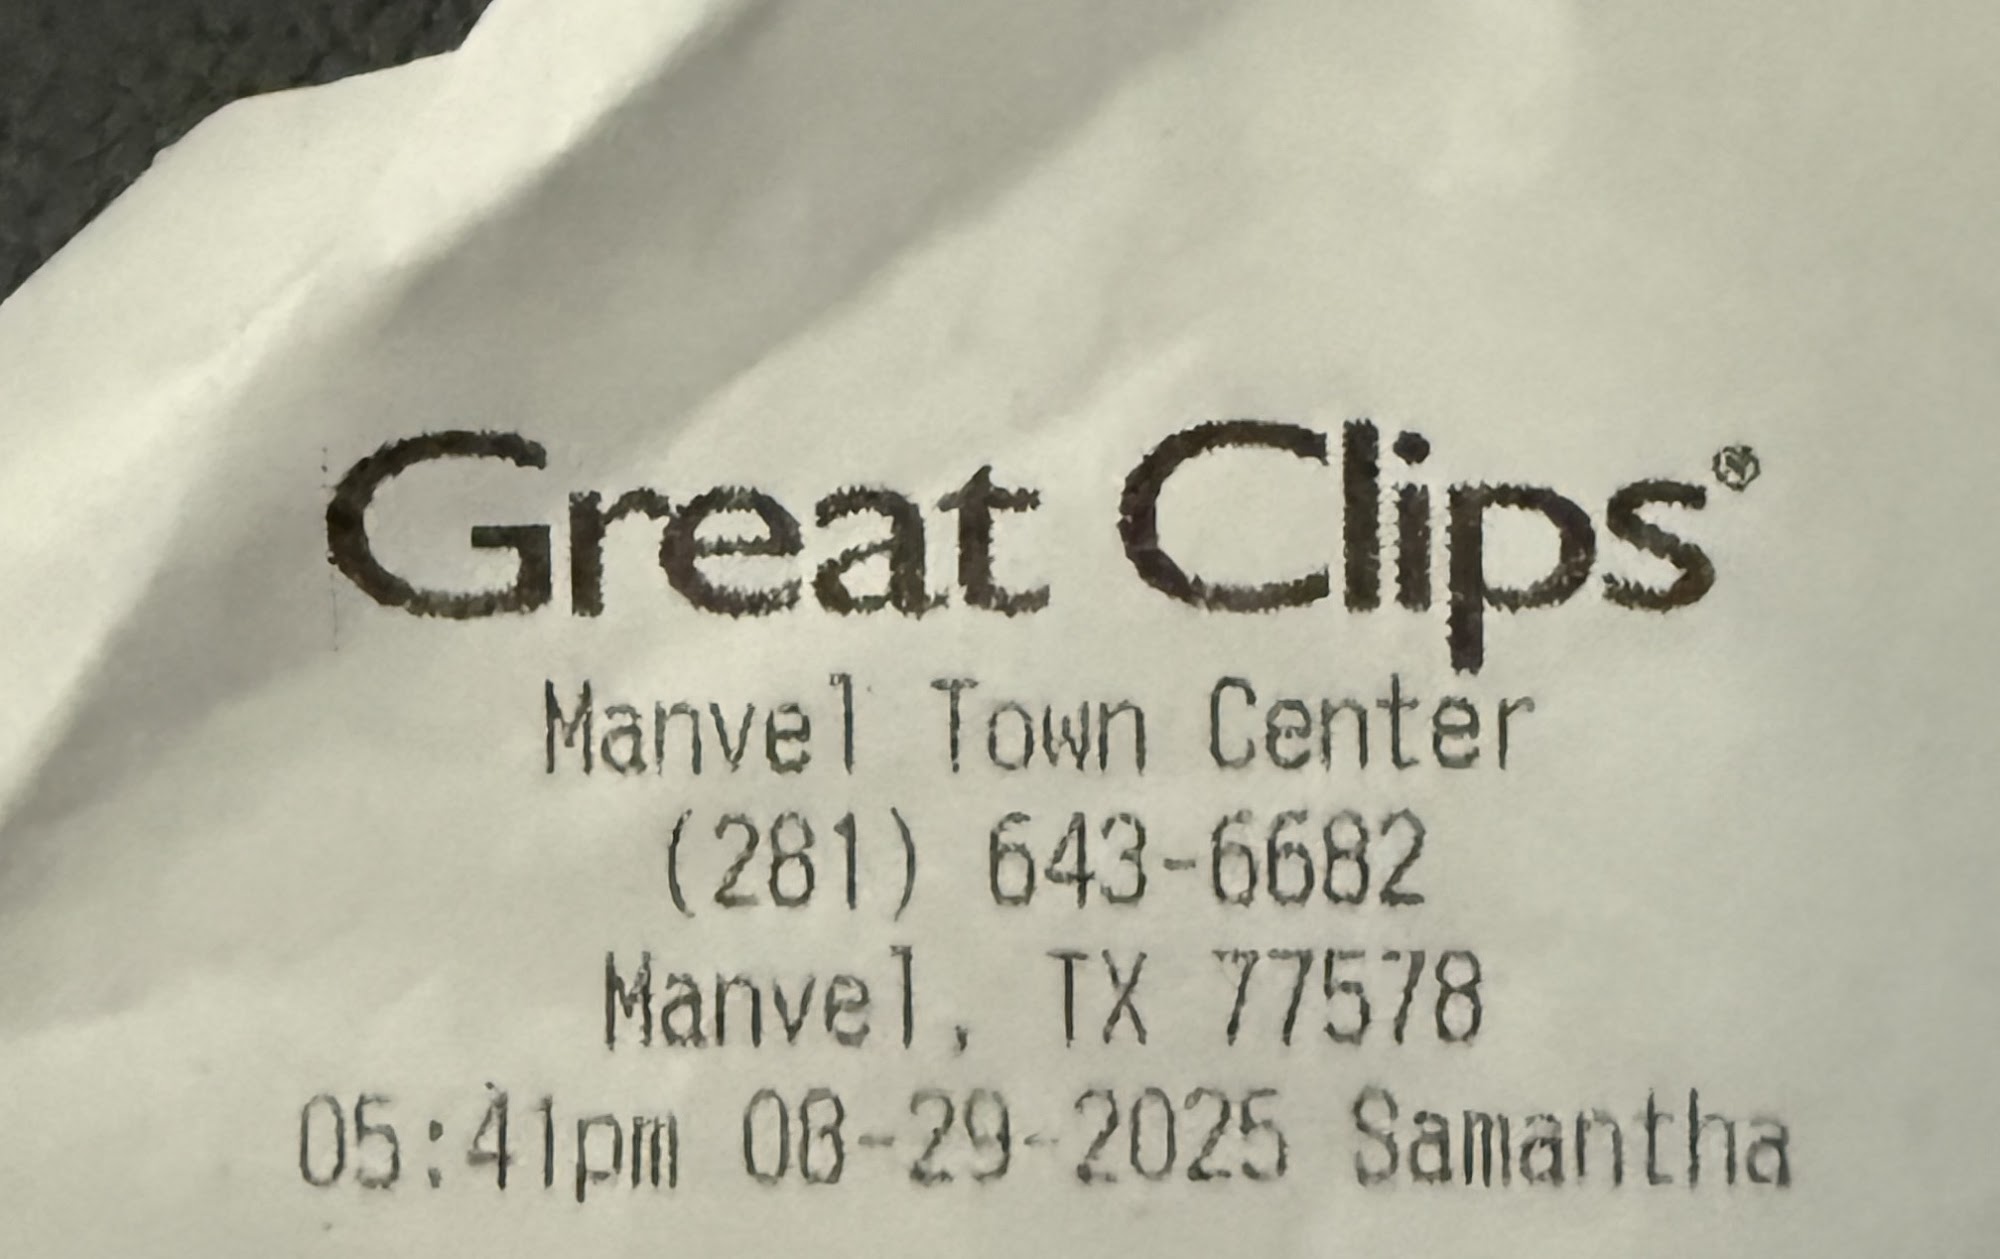 Great Clips®
Manvel Town Center
(281) 643-6682
Manvel, TX 77578
05:41pm 08-29-2025 Samantha